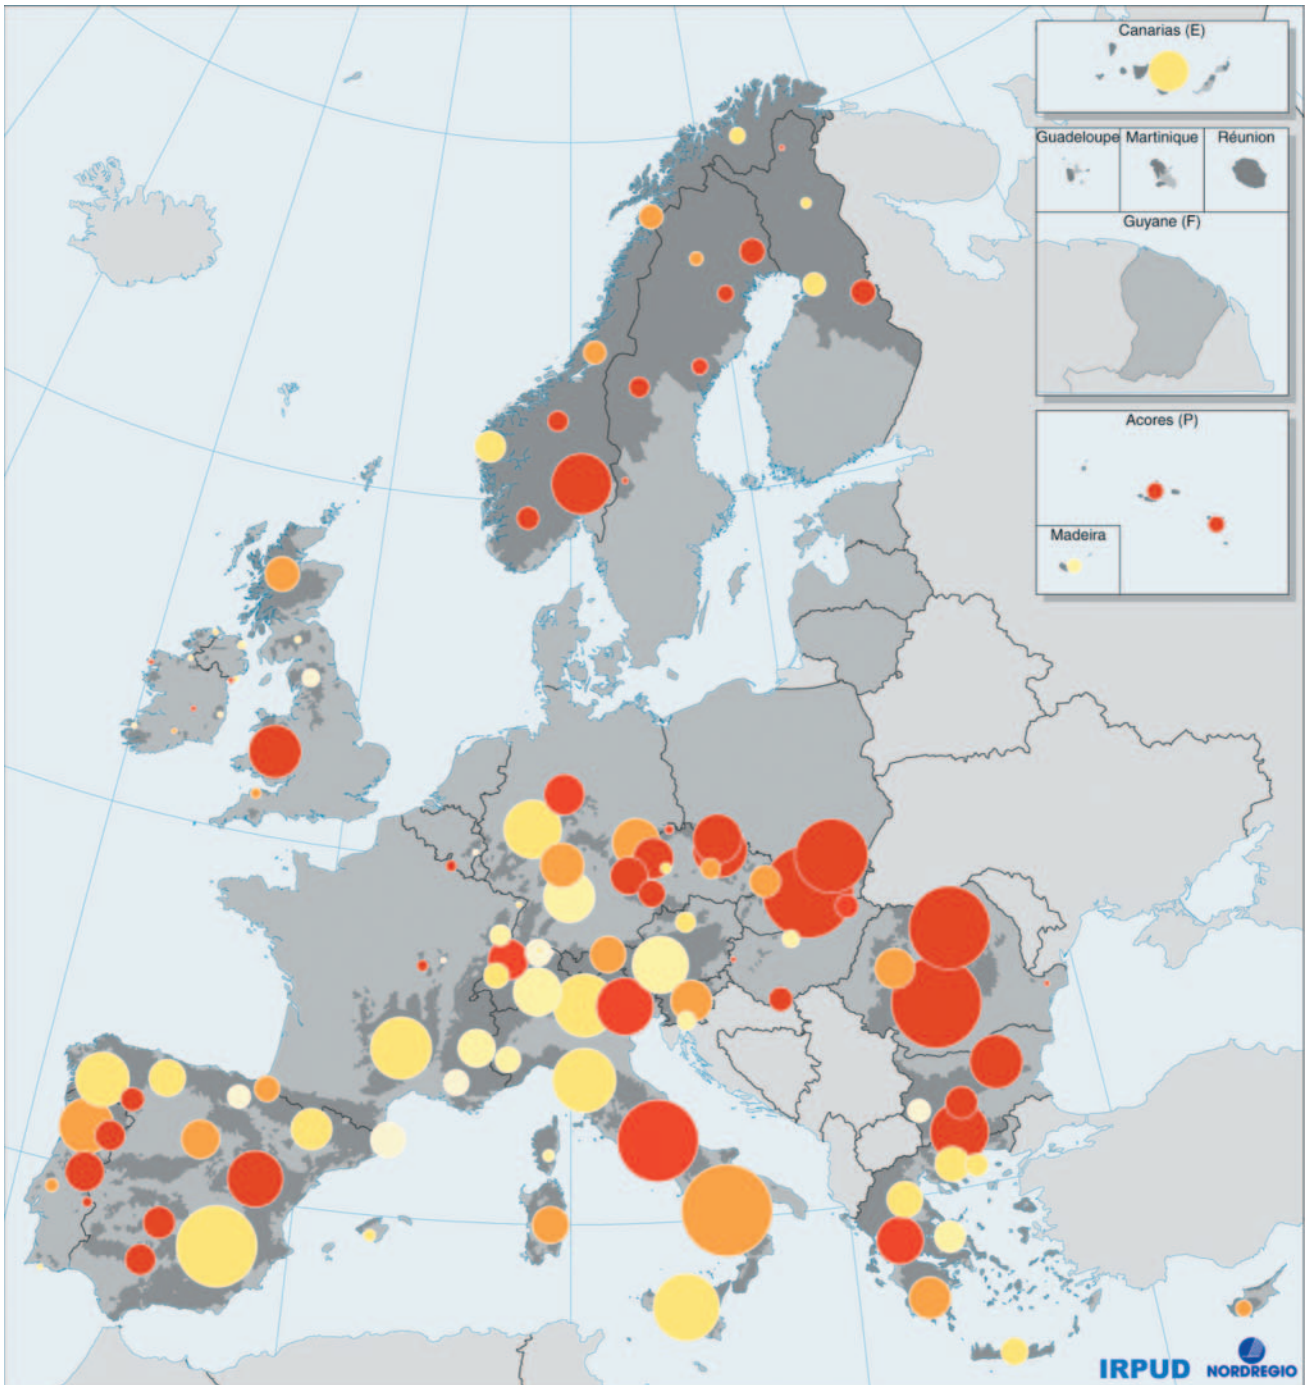 Canarias (E)
Guadeloupe Martinique Réunion
Guyane (F)
Acores (P)
Madeira
IRPUD NORDREGIO